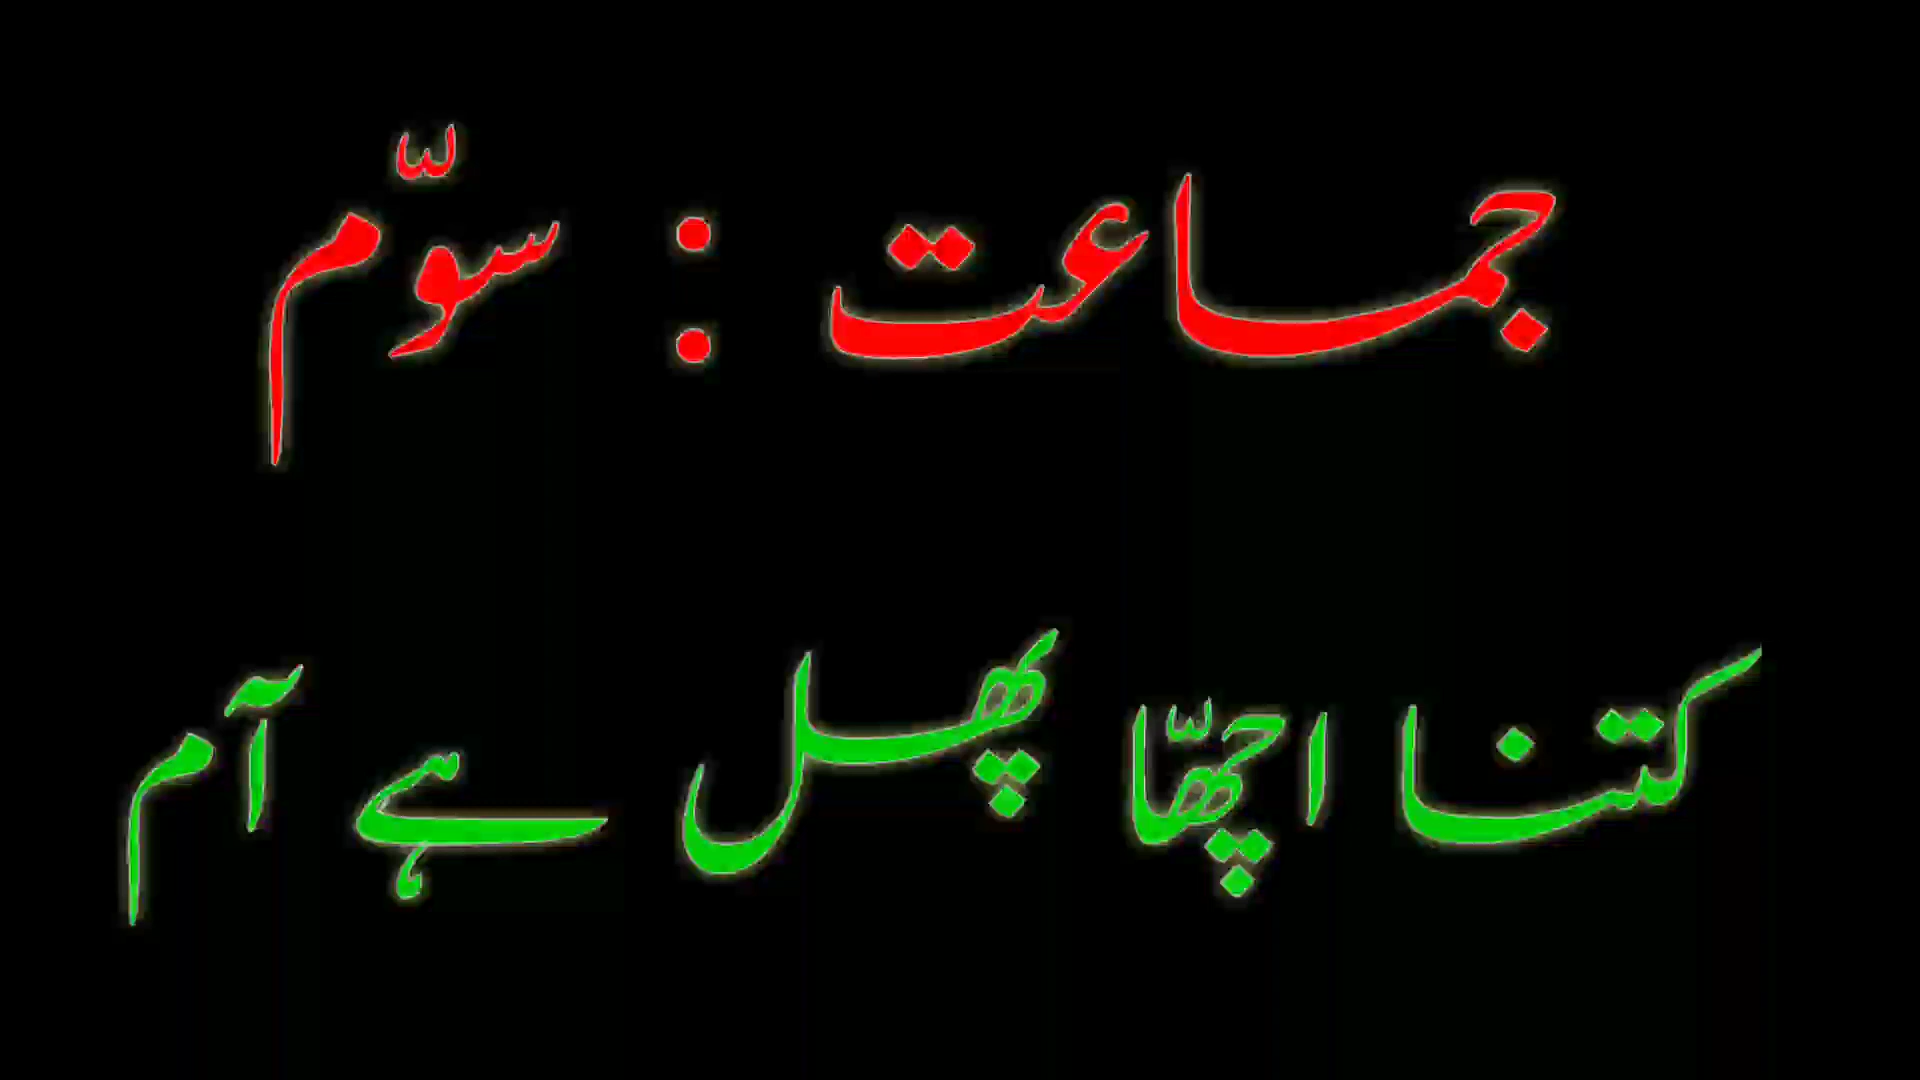 جماعت : سوّم
کتنا اچھّا پھل ہے آم